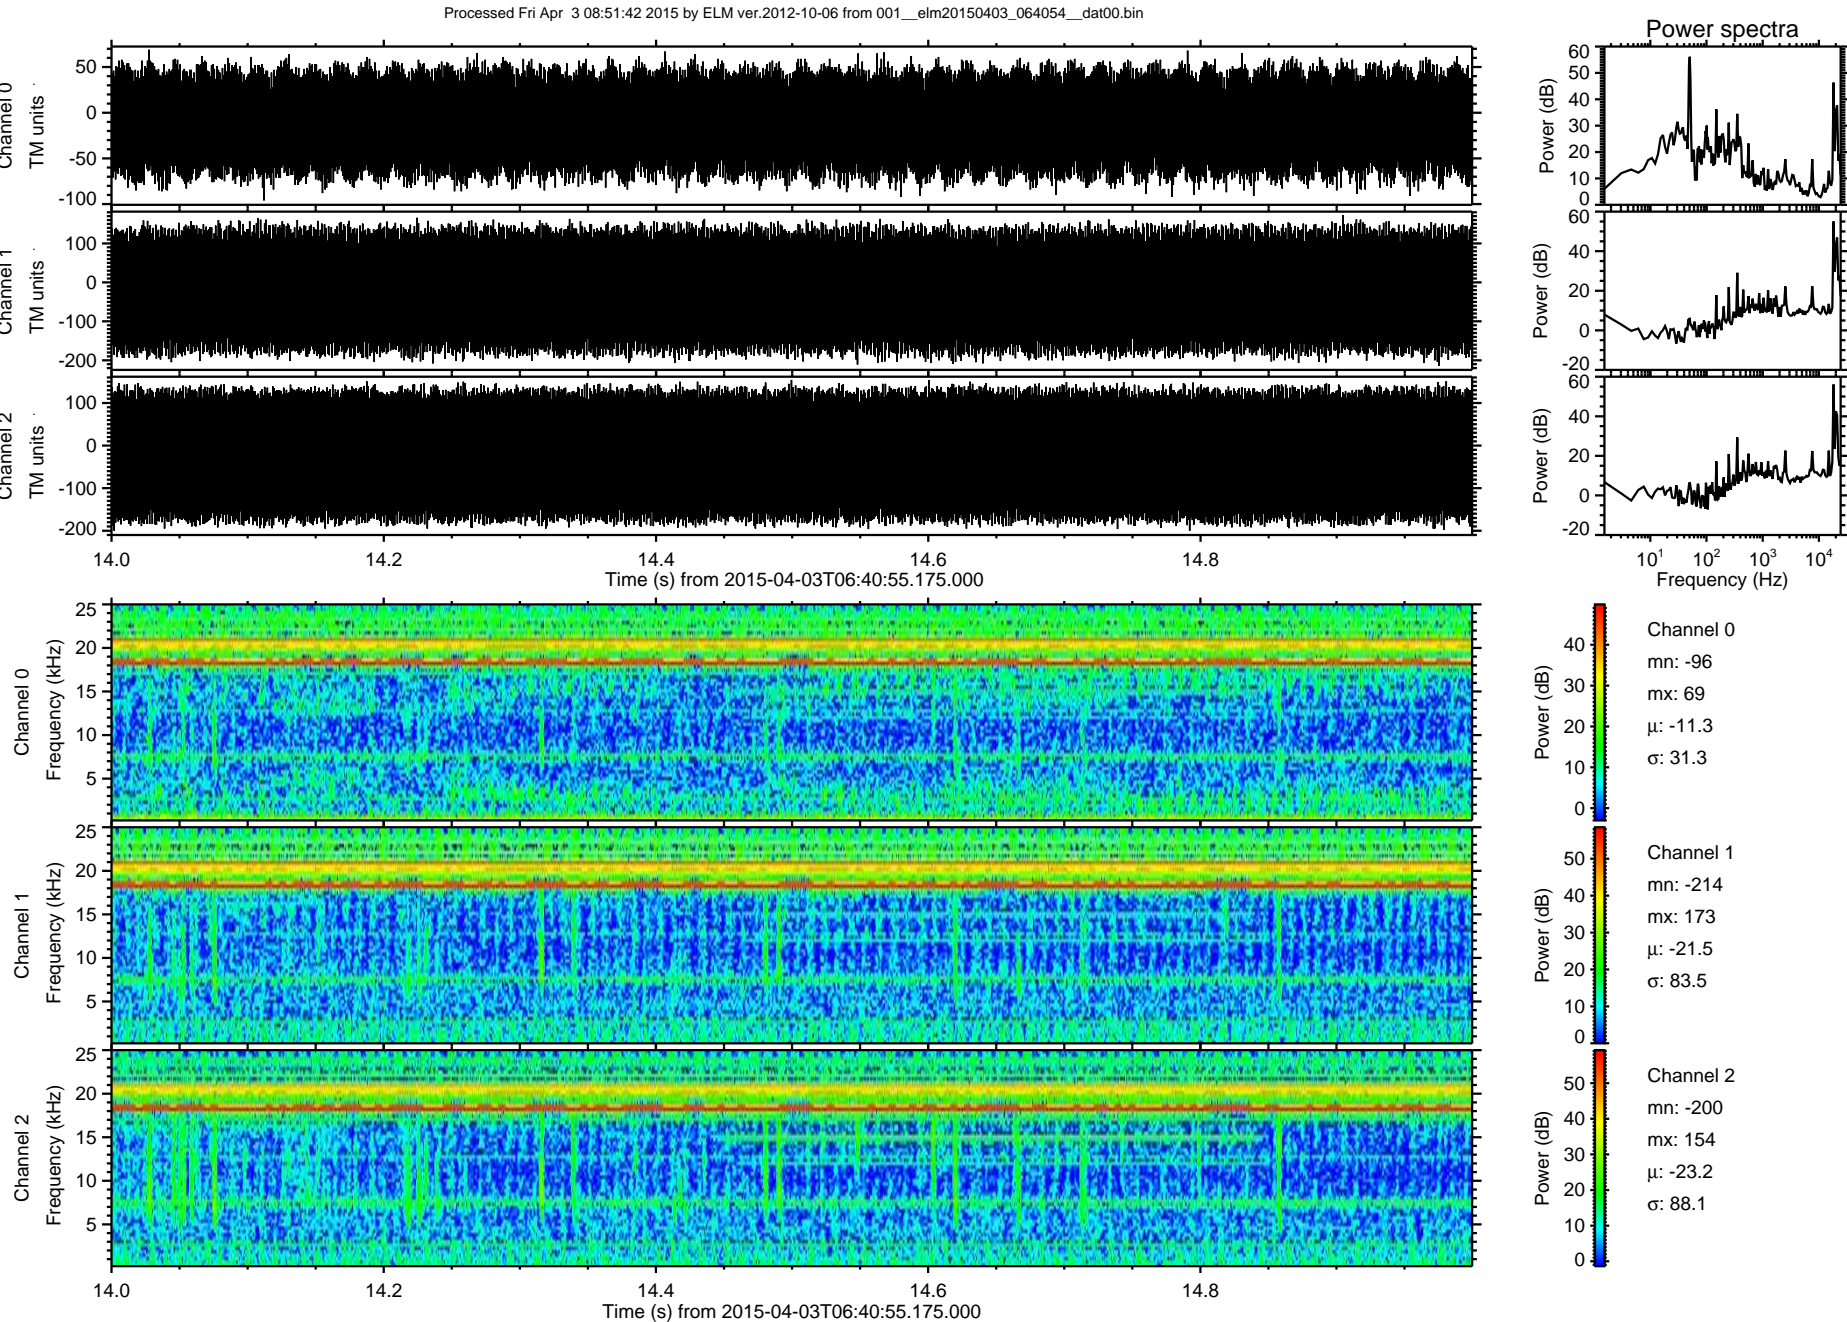 Processed Fri Apr  3 08:51:42 2015 by ELM ver.2012-10-06 from 001__elm20150403_064054__dat00.bin
Power spectra
Channel 0
TM units
50
0
-50
-100
Power (dB)
60
50
40
30
20
10
0
Channel 1
TM units
100
0
-100
-200
Power (dB)
60
40
20
0
-20
Channel 2
TM units
100
0
-100
-200
Power (dB)
60
40
20
0
-20
14.0 14.2 14.4 14.6 14.8
Time (s) from 2015-04-03T06:40:55.175.000
10^1 10^2 10^3 10^4
Frequency (Hz)
Channel 0
Frequency (kHz)
25
20
15
10
5
Power (dB)
40
30
20
10
0
Channel 0
mn: -96
mx: 69
µ: -11.3
σ: 31.3
Channel 1
Frequency (kHz)
25
20
15
10
5
Power (dB)
50
40
30
20
10
0
Channel 1
mn: -214
mx: 173
µ: -21.5
σ: 83.5
Channel 2
Frequency (kHz)
25
20
15
10
5
Power (dB)
50
40
30
20
10
0
Channel 2
mn: -200
mx: 154
µ: -23.2
σ: 88.1
14.0 14.2 14.4 14.6 14.8
Time (s) from 2015-04-03T06:40:55.175.000